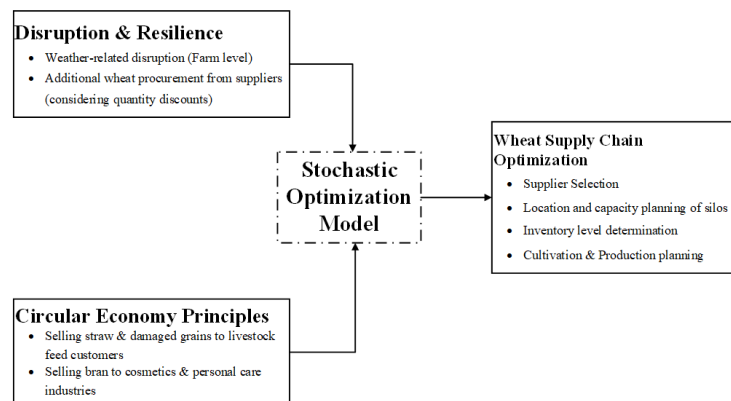 Disruption & Resilience
• Weather-related disruption (Farm level)
• Additional wheat procurement from suppliers
(considering quantity discounts)
Stochastic
Optimization
Model
Wheat Supply Chain
Optimization
• Supplier Selection
• Location and capacity planning of silos
• Inventory level determination
• Cultivation & Production planning
Circular Economy Principles
• Selling straw & damaged grains to livestock
feed customers
• Selling bran to cosmetics & personal care
industries